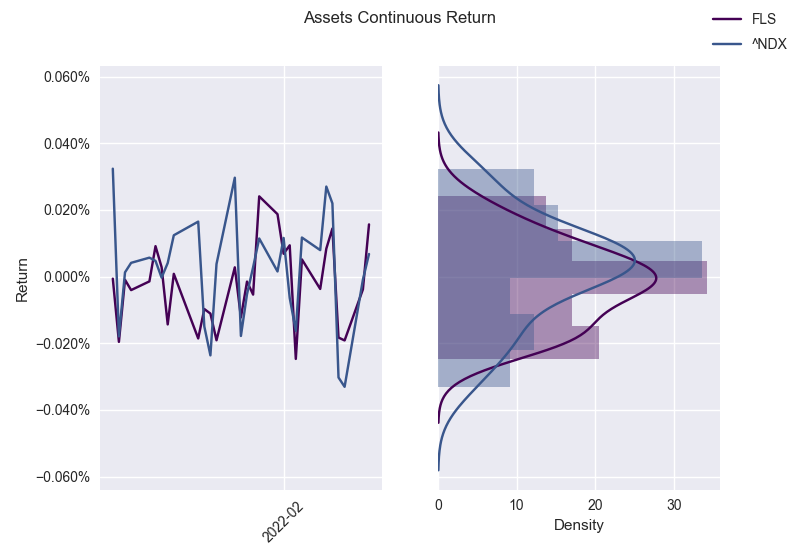 Assets Continuous Return
FLS
^NDX
0.060%
0.040%
0.020%
0.000%
−0.020%
−0.040%
−0.060%
Return
2022-02
0
10
20
30
Density